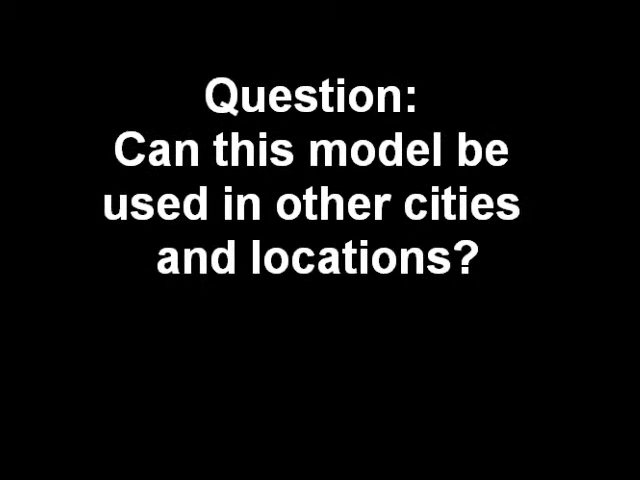 Question:
Can this model be
used in other cities
and locations?